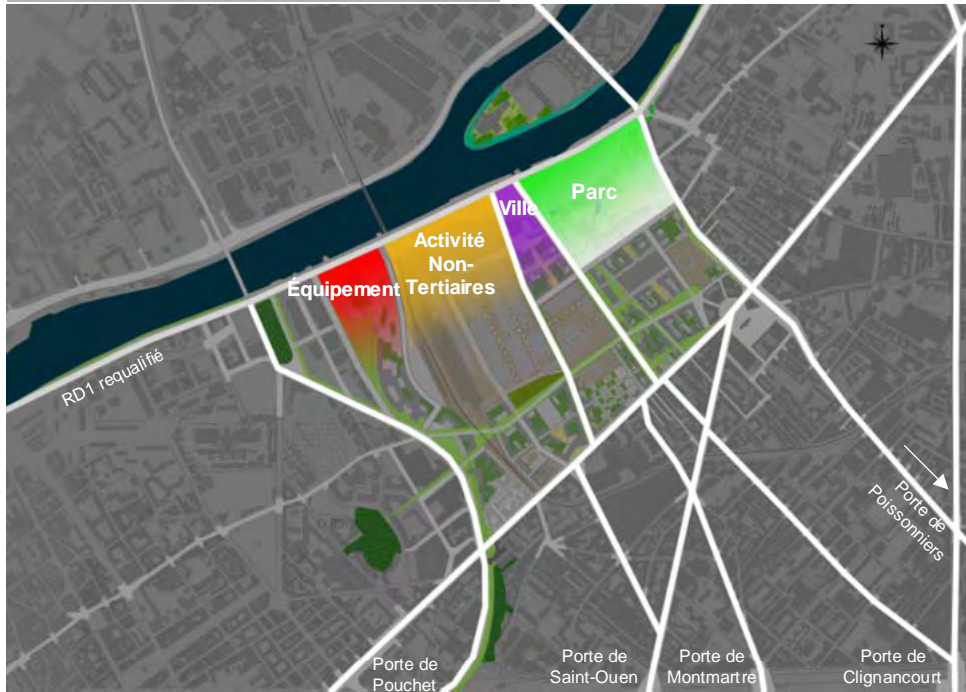 Parc
Ville
Activité
Non-
Tertiaires
Équipement
RD1 requalifié
Porte de
Poissonniers
Porte de
Pouchet
Porte de
Saint-Ouen
Porte de
Montmartre
Porte de
Clignancourt